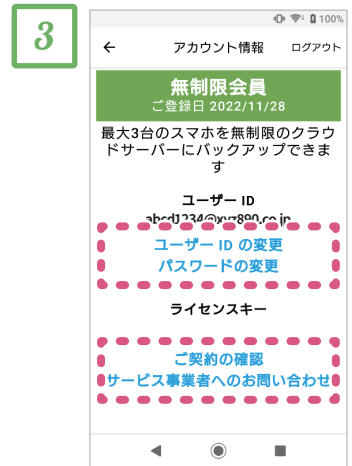 3
100%
アカウント情報 ログアウト
無制限会員
ご登録日 2022/11/28
最大3台のスマホを無制限のクラウ
ドサーバーにバックアップできま
す
ユーザー ID
abcd1234@xyz890.co.jp
ユーザー ID の変更
パスワードの変更
ライセンスキー
ご契約の確認
サービス事業者へのお問い合わせ